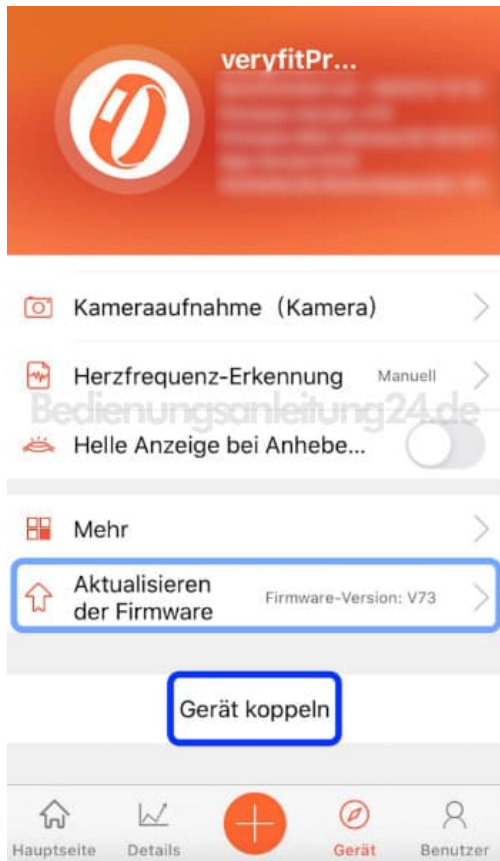 veryfitPr...
Kameraaufnahme (Kamera)
Herzfrequenz-Erkennung Manuell
Bedienungsanleitung24.de
Helle Anzeige bei Anhebe...
Mehr
Aktualisieren
der Firmware Firmware-Version: V73
Gerät koppeln
Hauptseite Details Gerät Benutzer